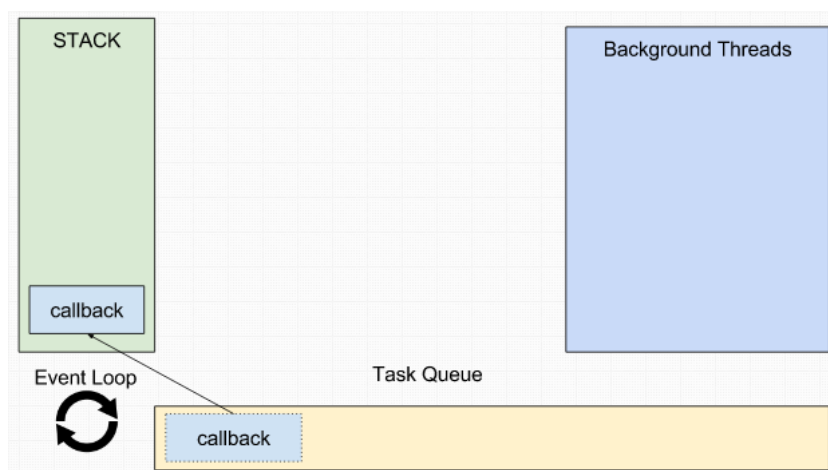 STACK
Background Threads
callback
Event Loop
Task Queue
callback